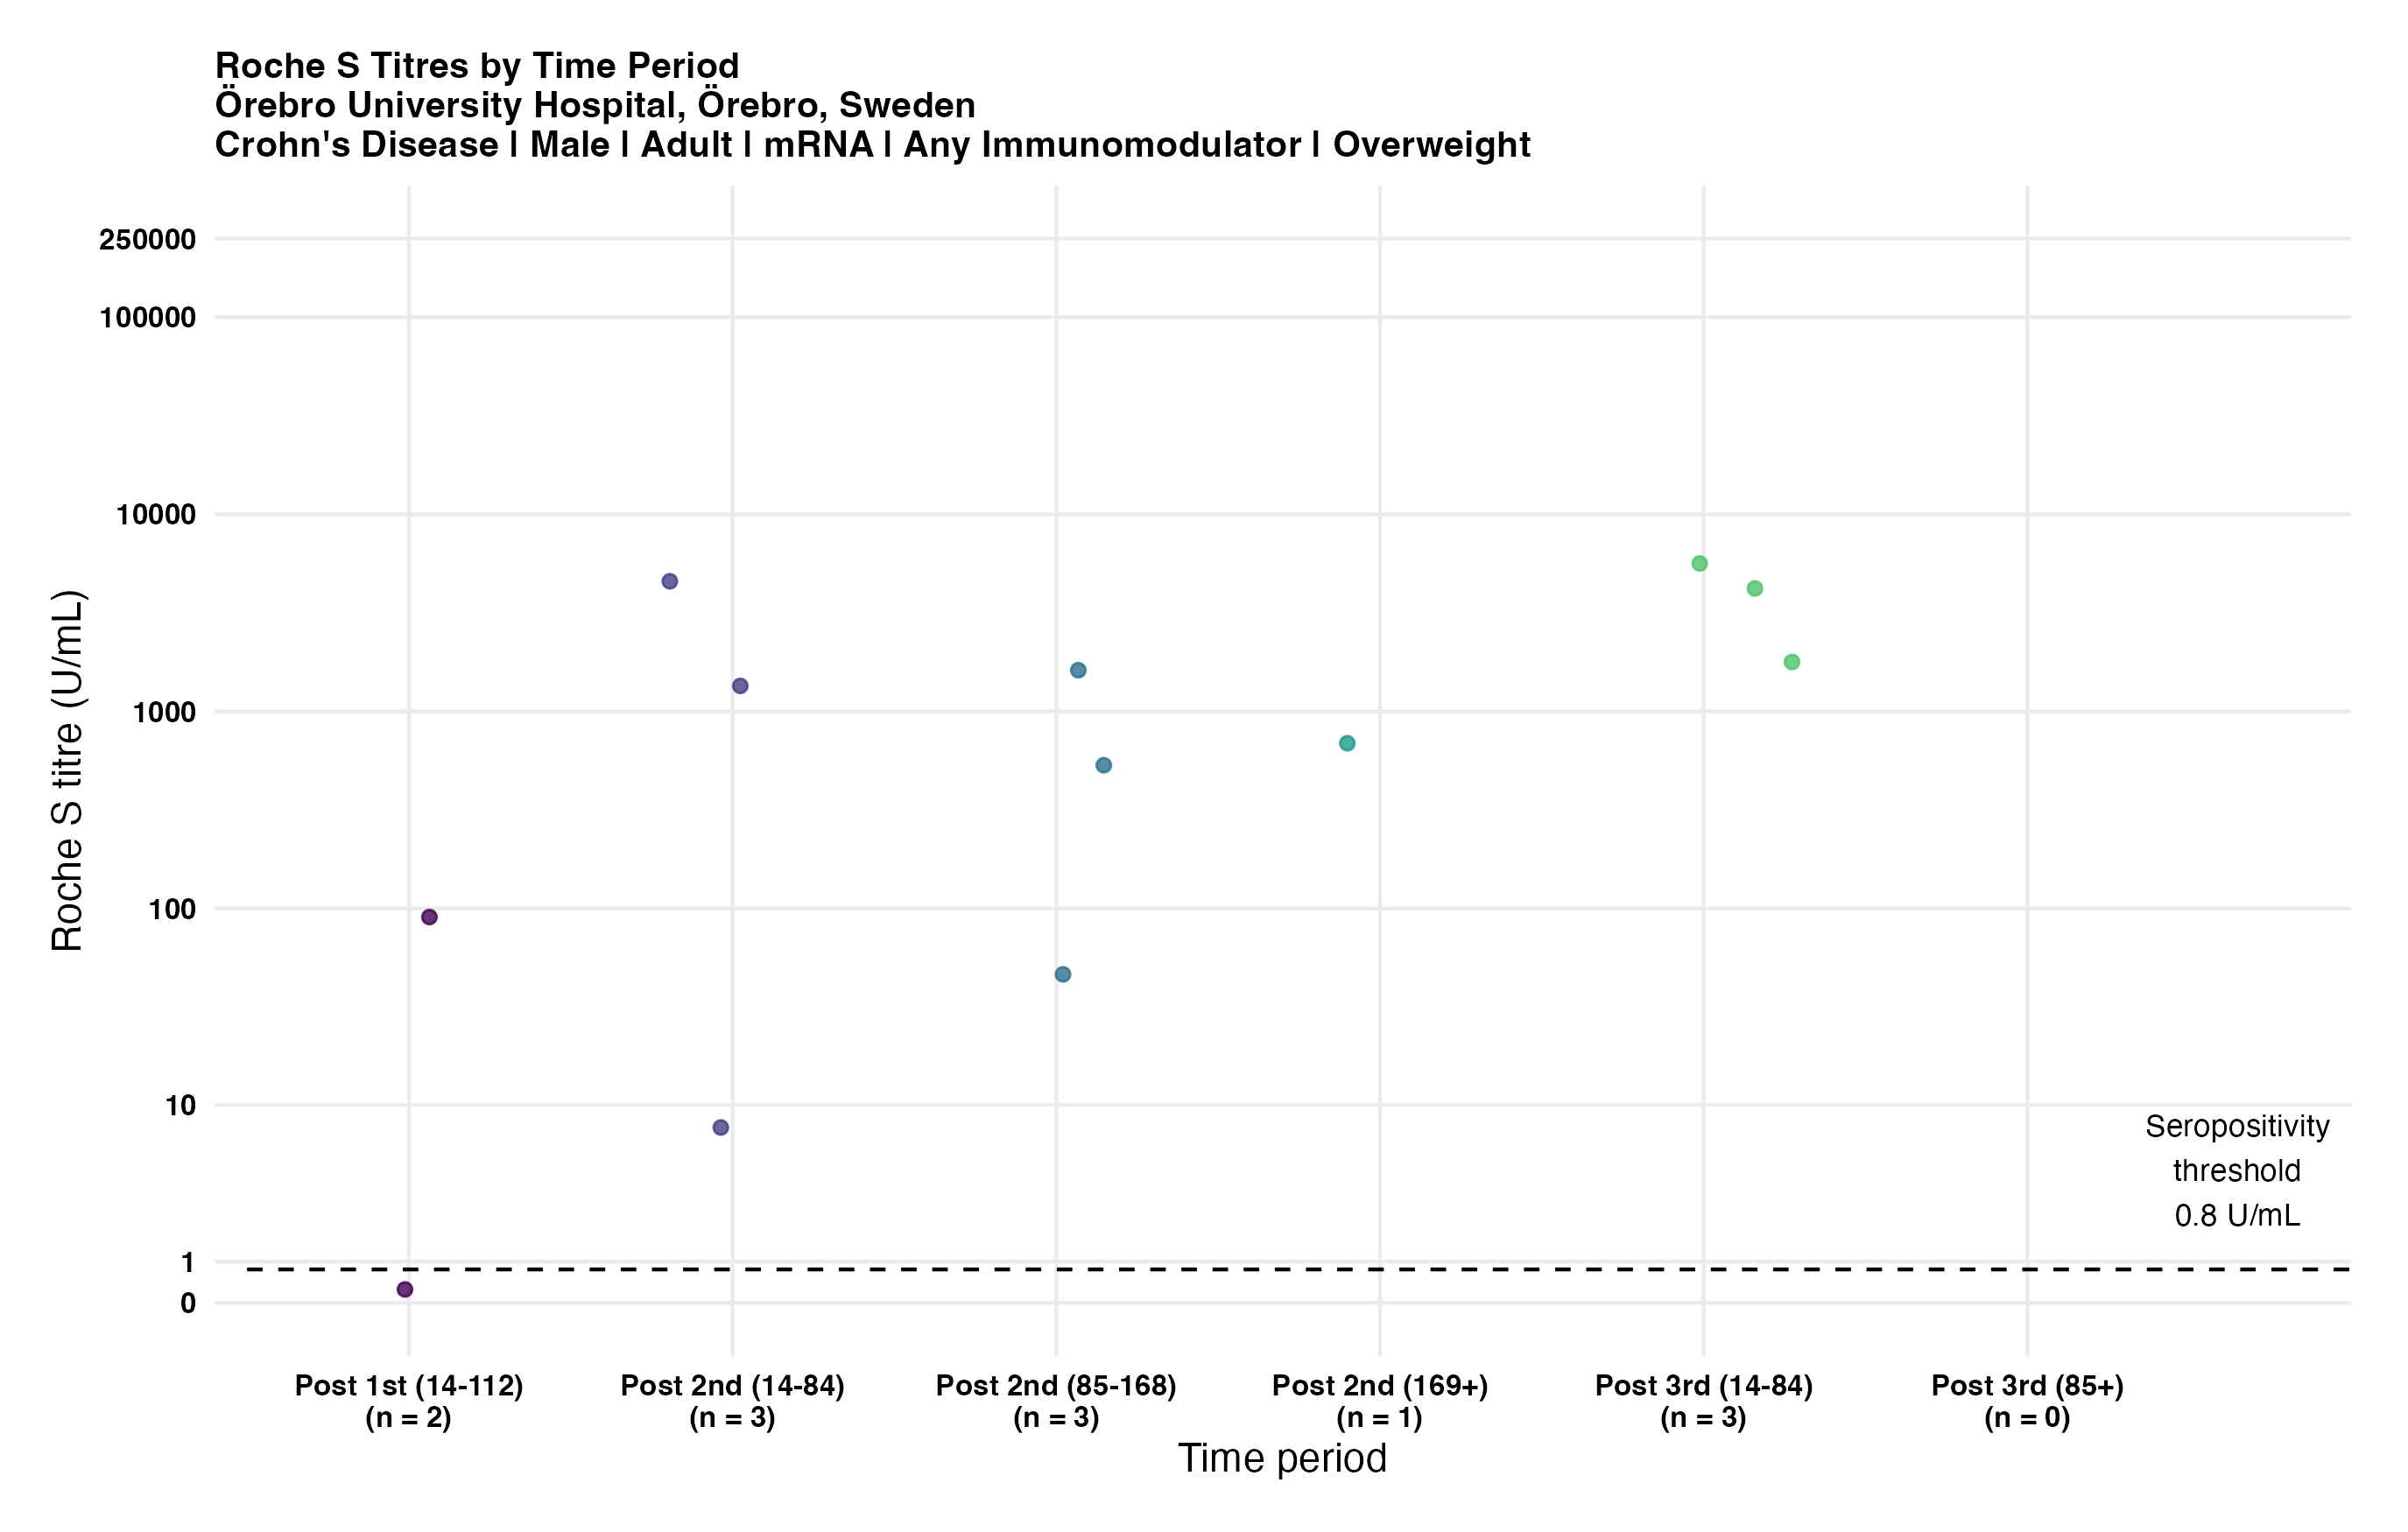 Roche S Titres by Time Period
Örebro University Hospital, Örebro, Sweden
Crohn's Disease | Male | Adult | mRNA | Any Immunomodulator | Overweight
Roche S titre (U/mL)
250000
100000
10000
1000
100
10
1
0
Seropositivity
threshold
0.8 U/mL
Post 1st (14-112)
(n = 2)
Post 2nd (14-84)
(n = 3)
Post 2nd (85-168)
(n = 3)
Post 2nd (169+)
(n = 1)
Post 3rd (14-84)
(n = 3)
Post 3rd (85+)
(n = 0)
Time period